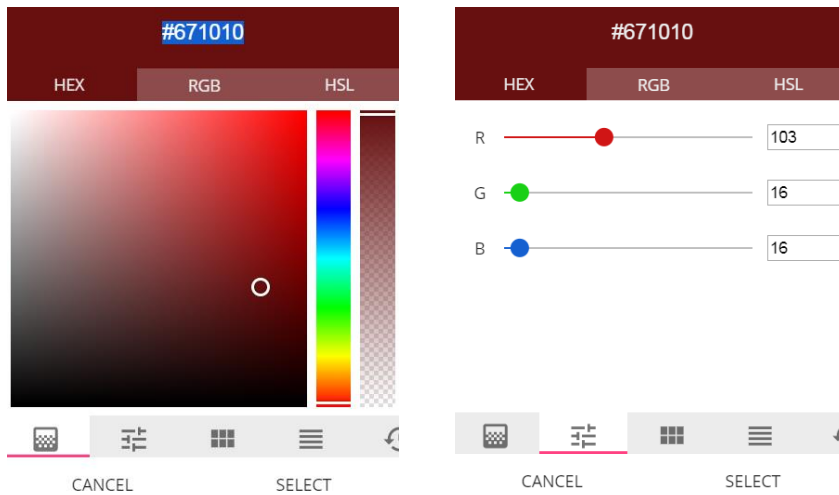 #671010
HEX RGB HSL
CANCEL SELECT
#671010
HEX RGB HSL
R 103
G 16
B 16
CANCEL SELECT